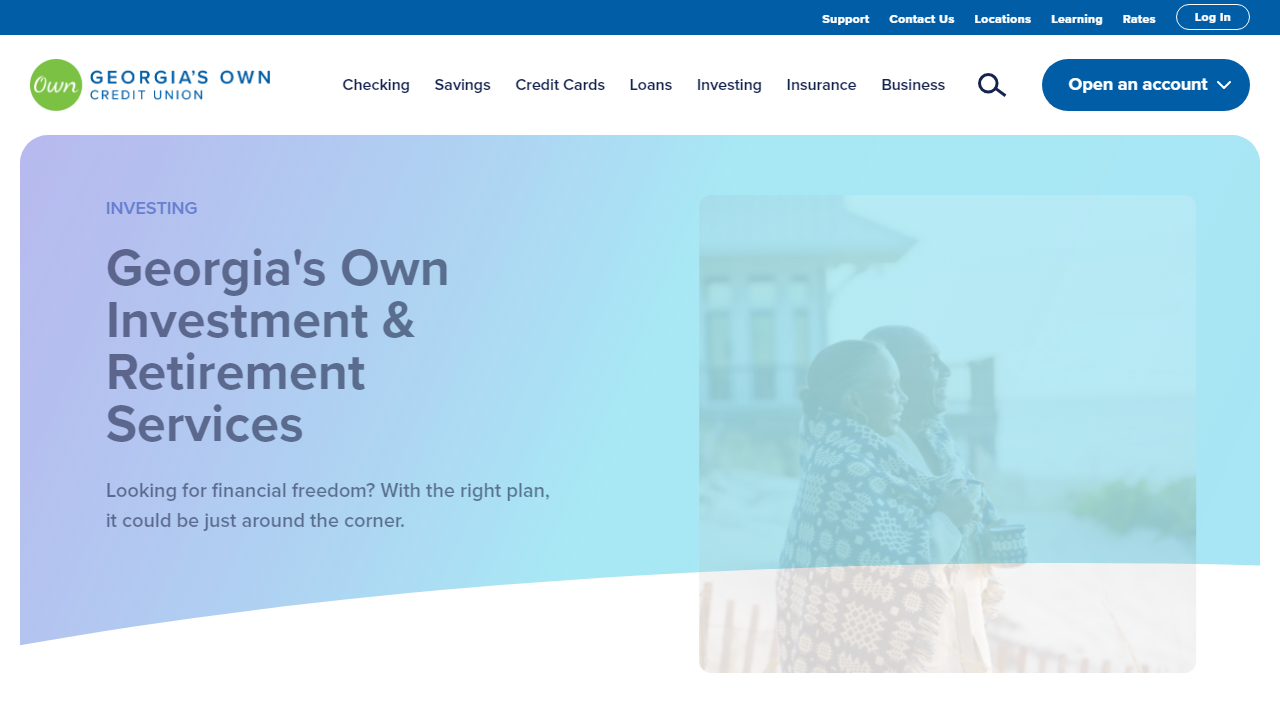 Support Contact Us Locations Learning Rates Log In
Own GEORGIA'S OWN
CREDIT UNION
Checking Savings Credit Cards Loans Investing Insurance Business Open an account
INVESTING
Georgia's Own
Investment &
Retirement
Services
Looking for financial freedom? With the right plan,
it could be just around the corner.